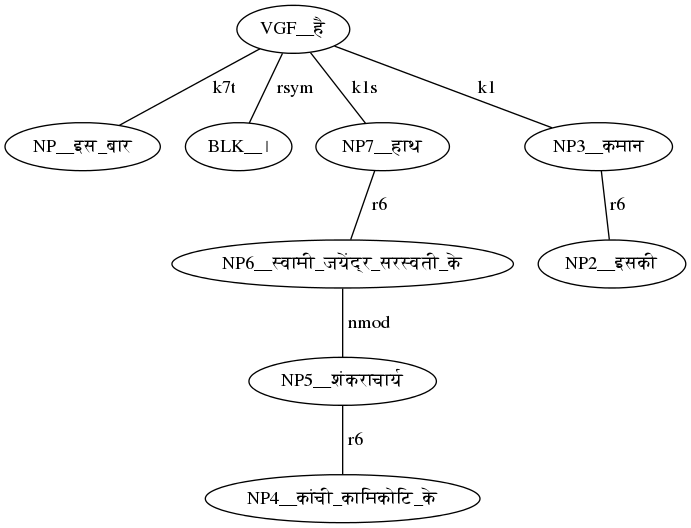 VGF__है
k7t rsym k1s k1
NP__इस_बार BLK__। NP7__हाथ NP3__कमान
r6 r6
NP6__स्वामी_जयेंद्र_सरस्वती_के NP2__इसकी
nmod
NP5__शंकराचार्य
r6
NP4__कांची_कामिकोटि_के